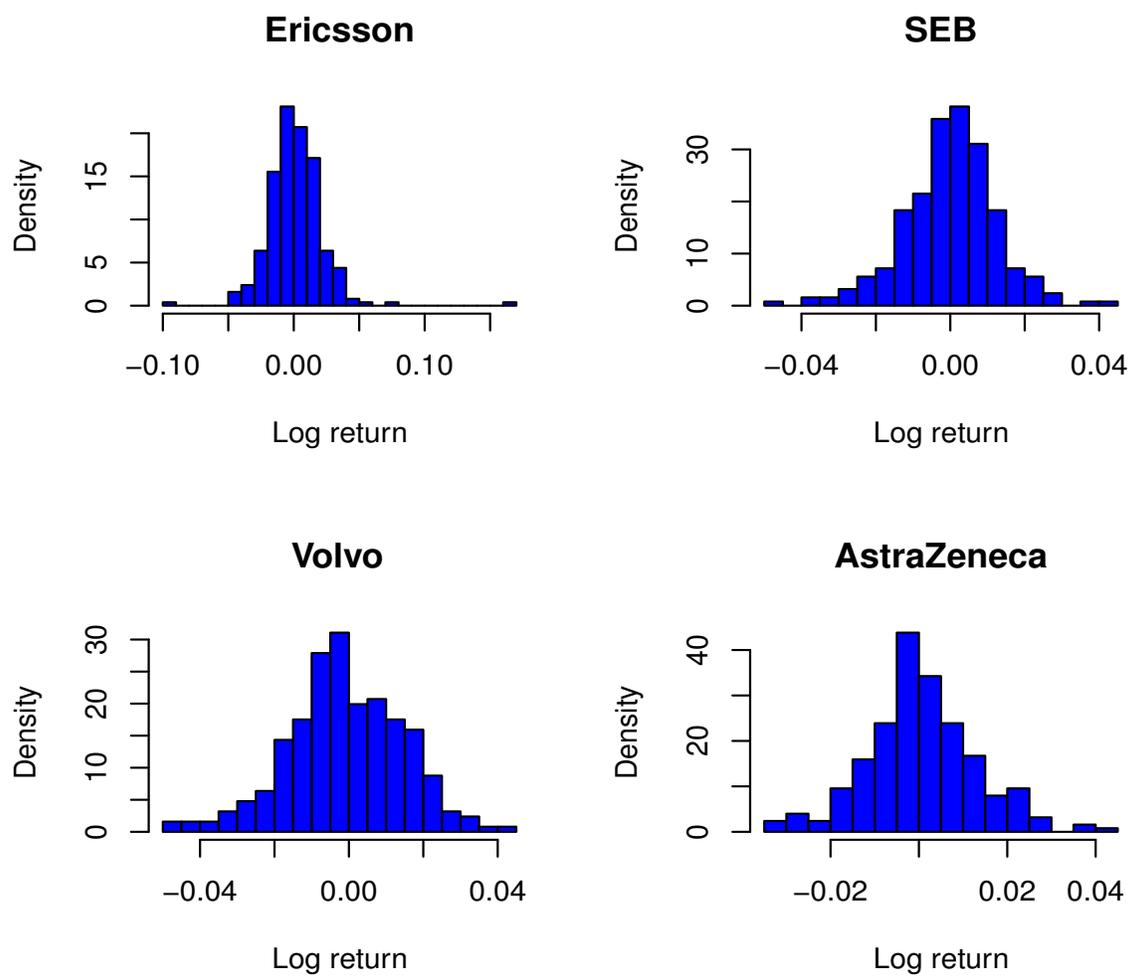 Ericsson
Density
0
5
15
−0.10 0.00 0.10
Log return
SEB
Density
0
10
30
−0.04 0.00 0.04
Log return
Volvo
Density
0
10
20
30
−0.04 0.00 0.04
Log return
AstraZeneca
Density
0
20
40
−0.02 0.02 0.04
Log return